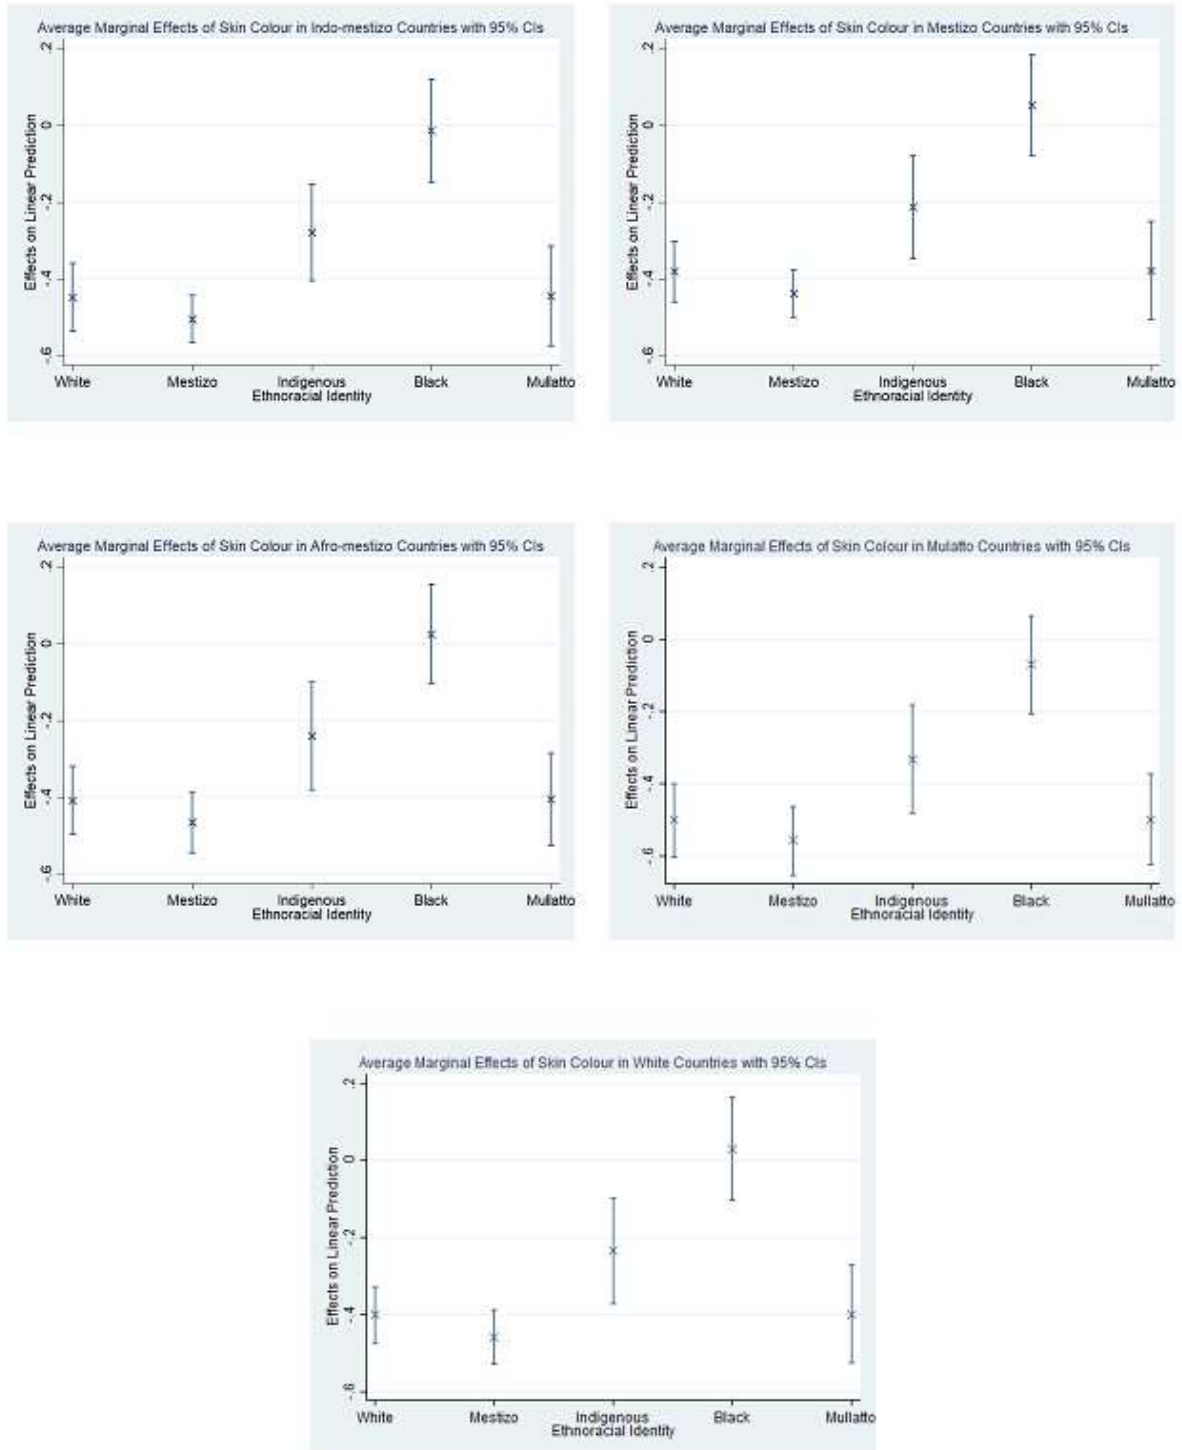 Average Marginal Effects of Skin Colour in Indo-mestizo Countries with 95% CIs
Effects on Linear Prediction
.2
0
-.2
-.4
-.6
White Mestizo Indigenous Black Mullatto
Ethnoracial Identity
Average Marginal Effects of Skin Colour in Mestizo Countries with 95% CIs
Effects on Linear Prediction
.2
0
-.2
-.4
-.6
White Mestizo Indigenous Black Mullatto
Ethnoracial Identity
Average Marginal Effects of Skin Colour in Afro-mestizo Countries with 95% CIs
Effects on Linear Prediction
.2
0
-.2
-.4
-.6
White Mestizo Indigenous Black Mullatto
Ethnoracial Identity
Average Marginal Effects of Skin Colour in Mulatto Countries with 95% CIs
Effects on Linear Prediction
.2
0
-.2
-.4
-.6
White Mestizo Indigenous Black Mullatto
Ethnoracial Identity
Average Marginal Effects of Skin Colour in White Countries with 95% CIs
Effects on Linear Prediction
.2
0
-.2
-.4
-.6
White Mestizo Indigenous Black Mullatto
Ethnoracial Identity